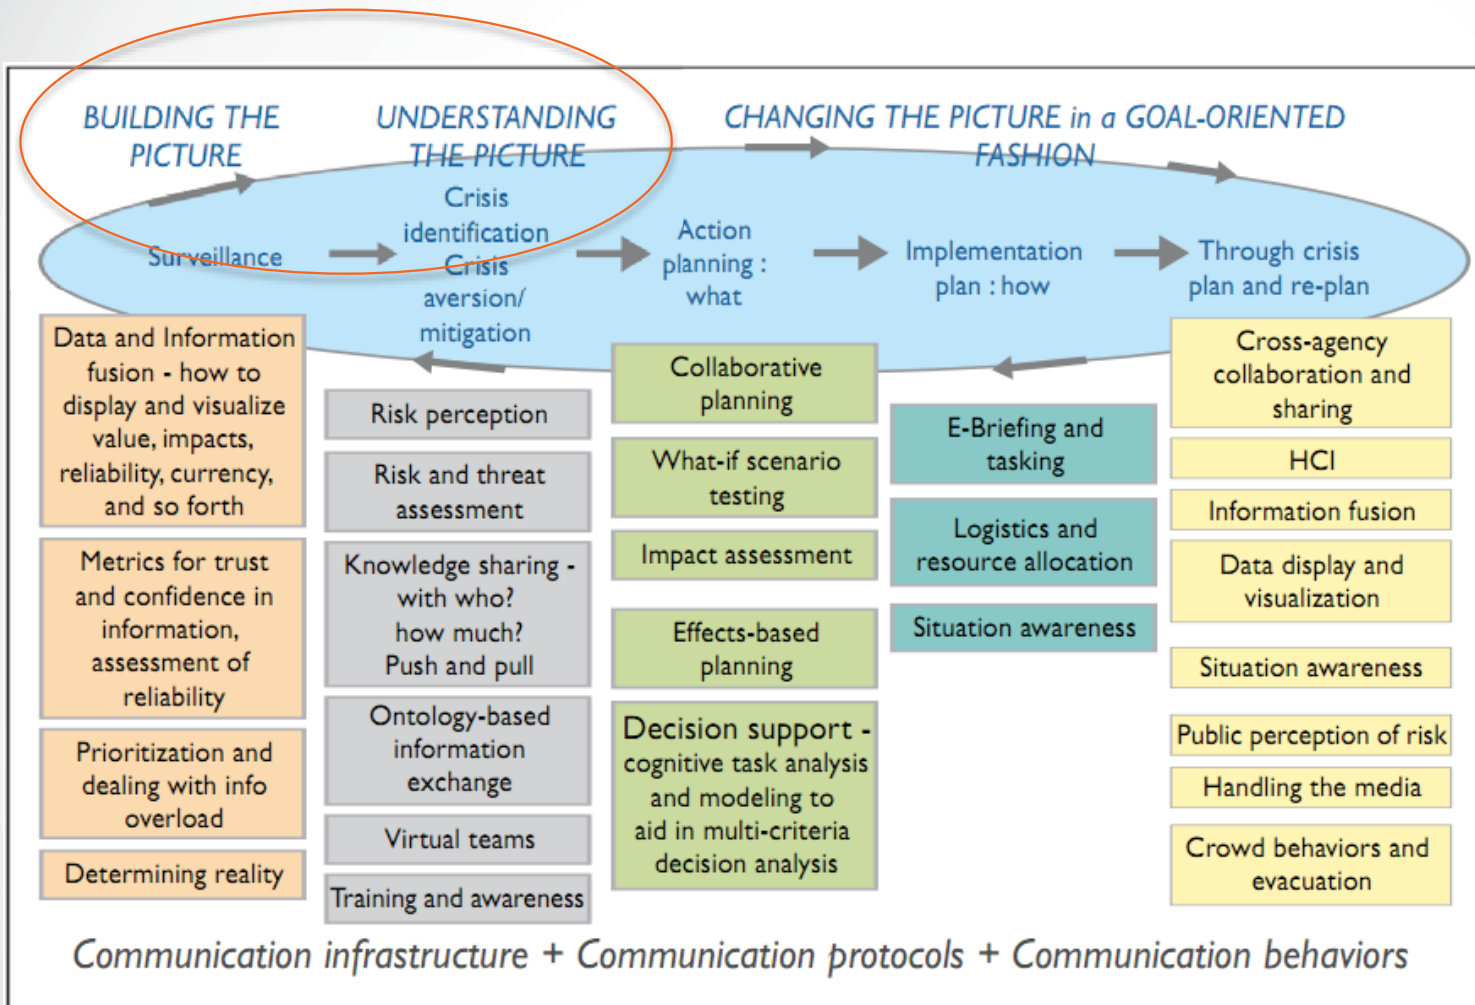 BUILDING THE
PICTURE
UNDERSTANDING
THE PICTURE
CHANGING THE PICTURE in a GOAL-ORIENTED
FASHION
Surveillance
Crisis
identification
Crisis
aversion/
mitigation
Action
planning :
what
Implementation
plan : how
Through crisis
plan and re-plan
Data and Information
fusion - how to
display and visualize
value, impacts,
reliability, currency,
and so forth
Metrics for trust
and confidence in
information,
assessment of
reliability
Prioritization and
dealing with info
overload
Determining reality
Risk perception
Risk and threat
assessment
Knowledge sharing -
with who?
how much?
Push and pull
Ontology-based
information
exchange
Virtual teams
Training and awareness
Collaborative
planning
What-if scenario
testing
Impact assessment
Effects-based
planning
Decision support -
cognitive task analysis
and modeling to
aid in multi-criteria
decision analysis
E-Briefing and
tasking
Logistics and
resource allocation
Situation awareness
Cross-agency
collaboration and
sharing
HCI
Information fusion
Data display and
visualization
Situation awareness
Public perception of risk
Handling the media
Crowd behaviors and
evacuation
Communication infrastructure + Communication protocols + Communication behaviors